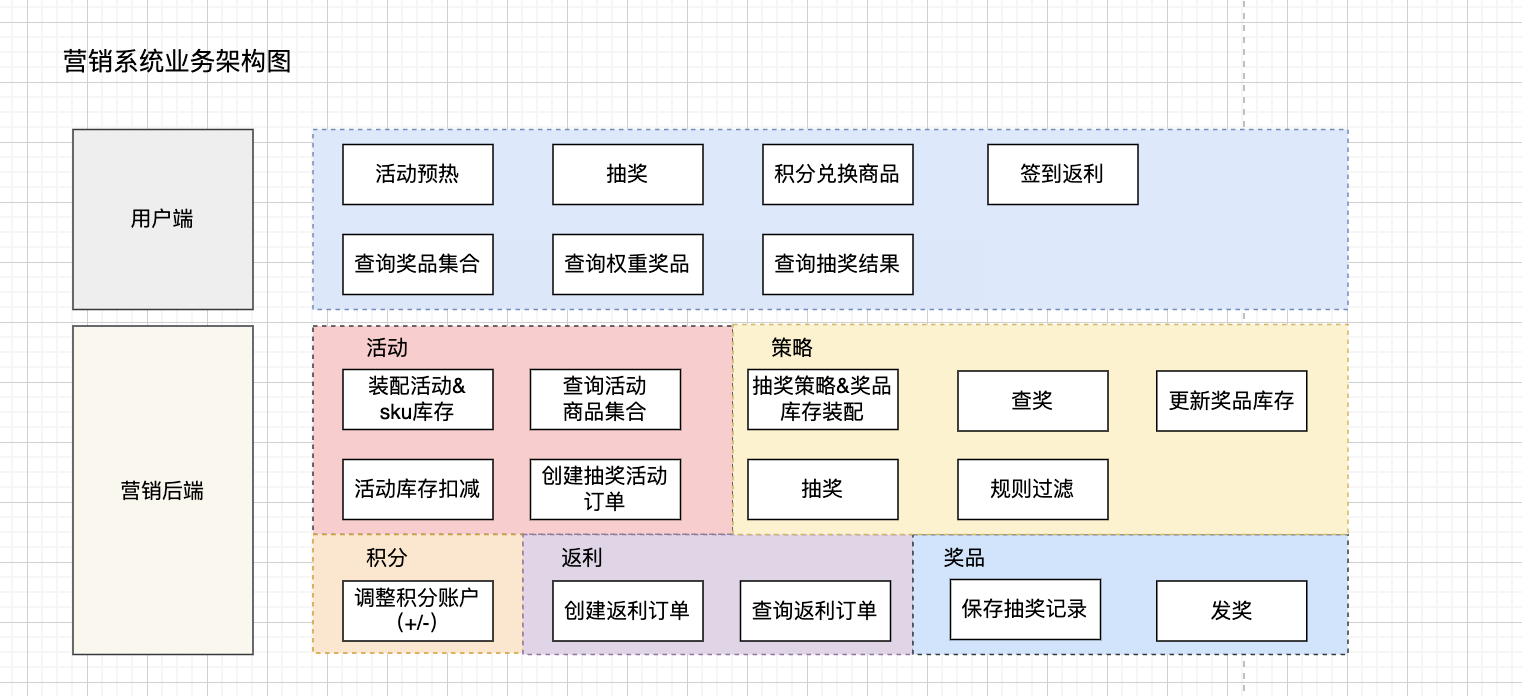 营销系统业务架构图
用户端
活动预热
抽奖
积分兑换商品
签到返利
查询奖品集合
查询权重奖品
查询抽奖结果
营销后端
活动
装配活动&
sku库存
查询活动
商品集合
活动库存扣减
创建抽奖活动
订单
策略
抽奖策略&奖品
库存装配
查奖
更新奖品库存
抽奖
规则过滤
积分
调整积分账户
(+/-)
返利
创建返利订单
查询返利订单
奖品
保存抽奖记录
发奖